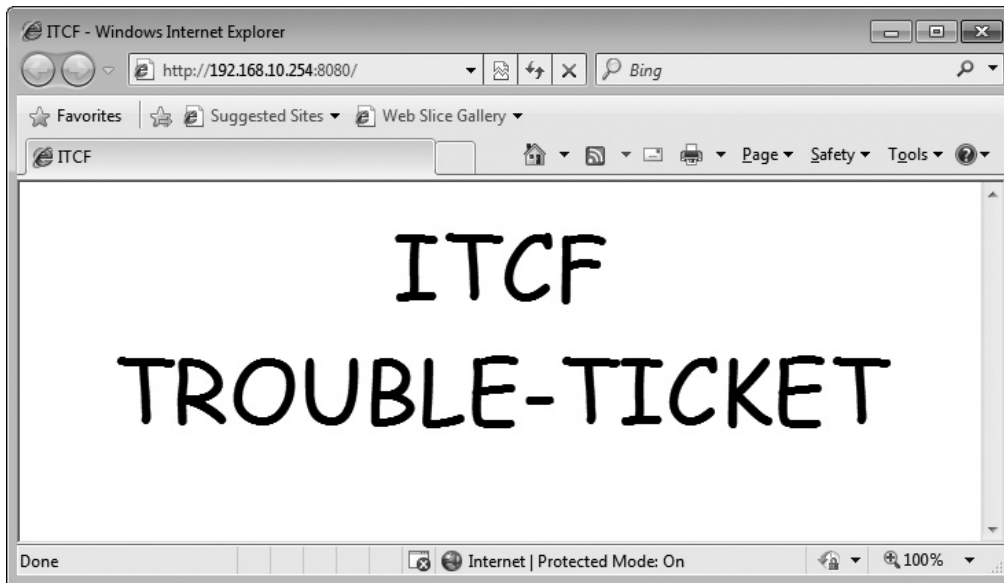 ITCF - Windows Internet Explorer
http://192.168.10.254:8080/
Bing
Favorites Suggested Sites Web Slice Gallery
ITCF Page Safety Tools
ITCF
TROUBLE-TICKET
Done Internet | Protected Mode: On 100%